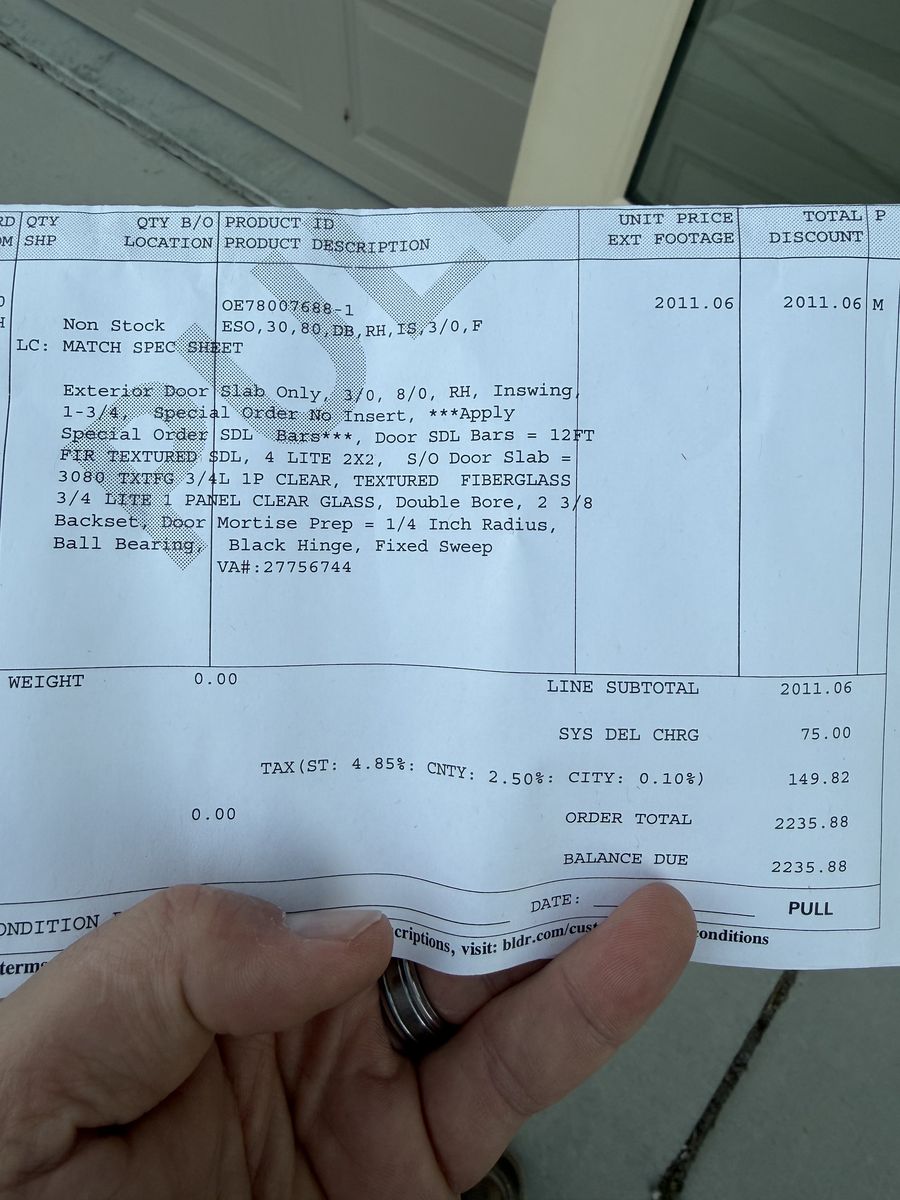 QTY QTY B/O PRODUCT ID UNIT PRICE TOTAL P
SHP LOCATION PRODUCT DESCRIPTION EXT FOOTAGE DISCOUNT
OE78007688-1 2011.06 2011.06 M
Non Stock ESO,30,80,DB,RH,IS,3/0,F
LC: MATCH SPEC SHEET
Exterior Door Slab Only, 3/0, 8/0, RH, Inswing,
1-3/4, Special Order No Insert, ***Apply
Special Order SDL Bars***, Door SDL Bars = 12FT
FIR TEXTURED SDL, 4 LITE 2X2, S/O Door Slab =
3080 TXTFG 3/4L 1P CLEAR, TEXTURED FIBERGLASS
3/4 LITE 1 PANEL CLEAR GLASS, Double Bore, 2 3/8
Backset, Door Mortise Prep = 1/4 Inch Radius,
Ball Bearing, Black Hinge, Fixed Sweep
VA#:27756744
PULL
WEIGHT 0.00 LINE SUBTOTAL 2011.06
SYS DEL CHRG 75.00
TAX(ST: 4.85%: CNTY: 2.50%: CITY: 0.10%) 149.82
0.00 ORDER TOTAL 2235.88
BALANCE DUE 2235.88
DATE: PULL
visit: bldr.com/